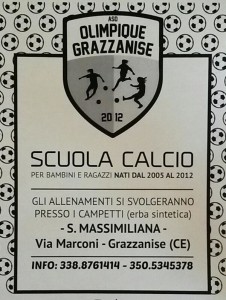 ASD
OLIMPIQUE
GRAZZANISE
2012
SCUOLA CALCIO
PER BAMBINI E RAGAZZI NATI DAL 2005 AL 2012
GLI ALLENAMENTI SI SVOLGERANNO
PRESSO I CAMPETTI (erba sintetica)
- S. MASSIMILIANA -
Via Marconi - Grazzanise (CE)
INFO: 338.8761414 - 350.5345378